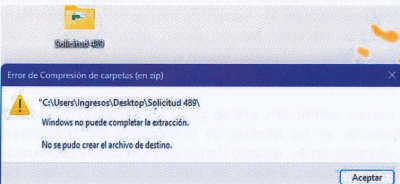 Solicitud 489
Error de Compresión de carpetas (en zip)
"C:\Users\Ingresos\Desktop\Solicitud 489\
Windows no puede completar la extracción.
No se pudo crear el archivo de destino.
Aceptar